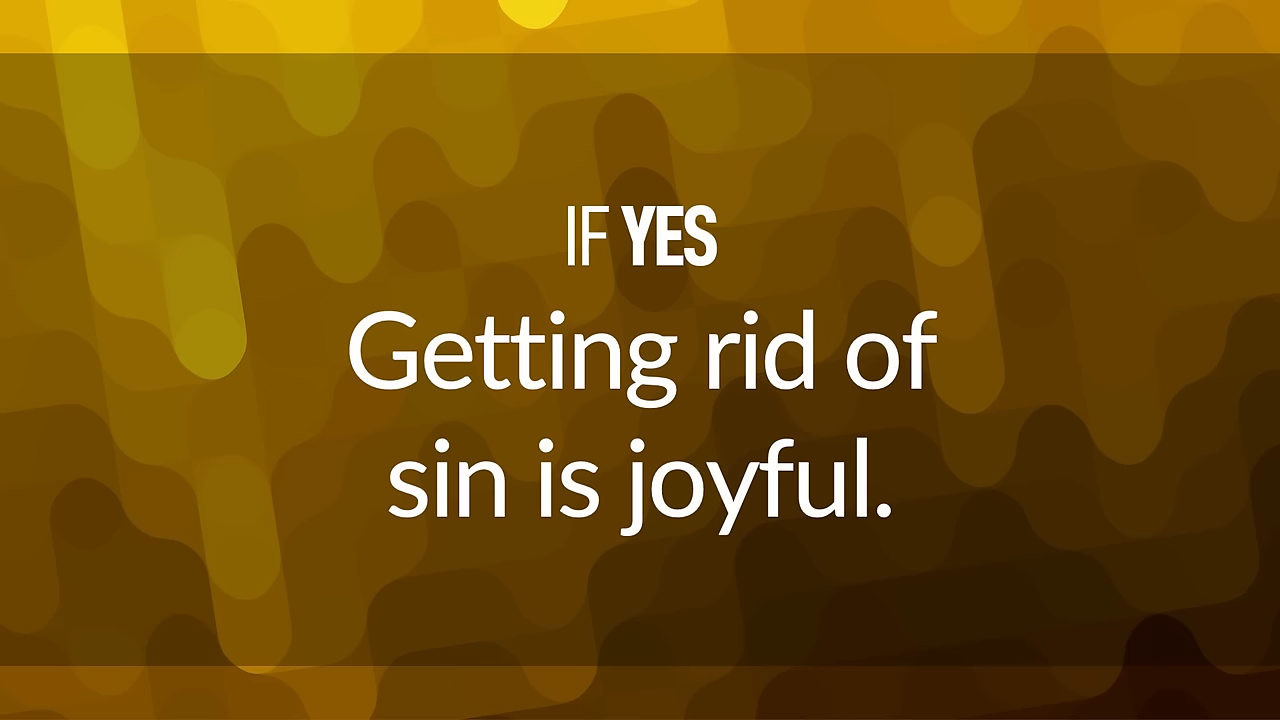 IF YES
Getting rid of
sin is joyful.